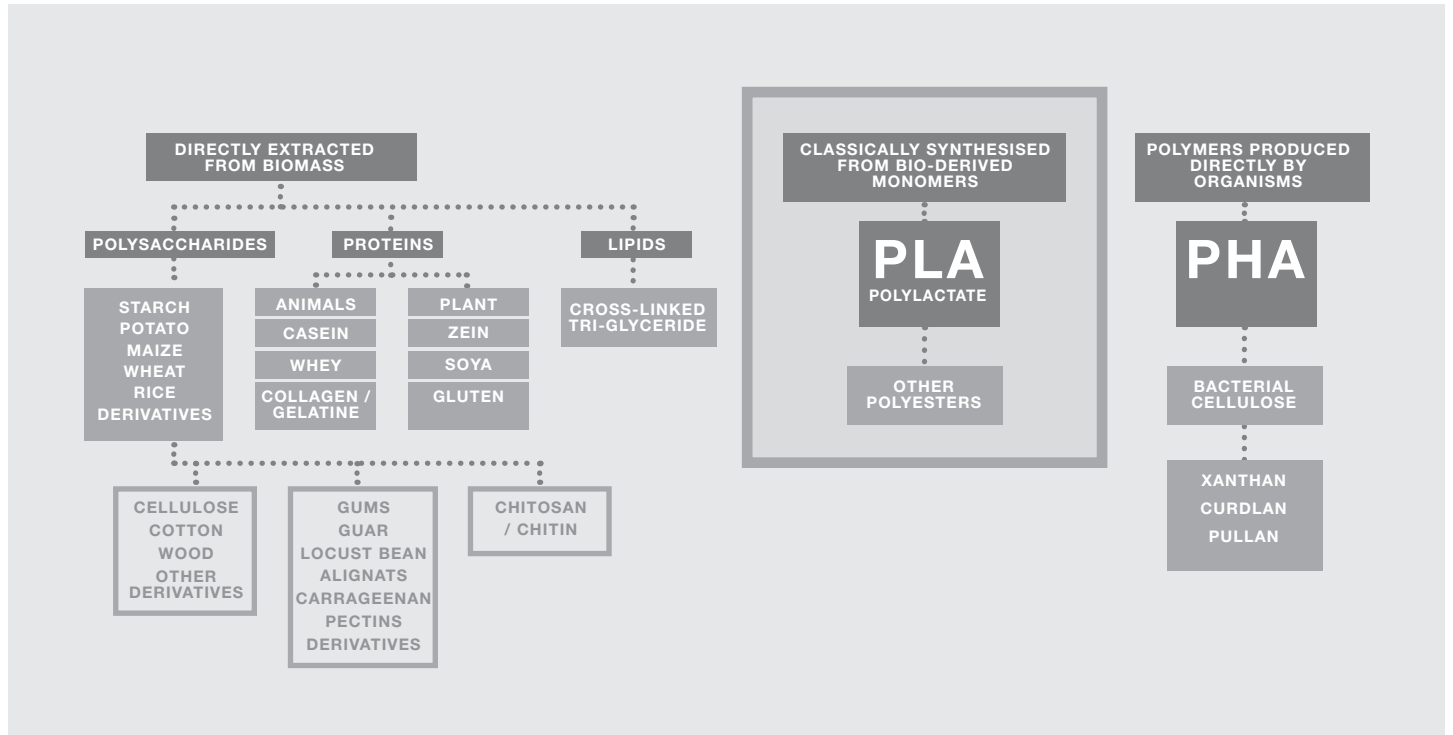 DIRECTLY EXTRACTED
FROM BIOMASS
POLYSACCHARIDES
PROTEINS
LIPIDS
STARCH
POTATO
MAIZE
WHEAT
RICE
DERIVATIVES
ANIMALS
CASEIN
WHEY
COLLAGEN /
GELATINE
PLANT
ZEIN
SOYA
GLUTEN
CROSS-LINKED
TRI-GLYCERIDE
CELLULOSE
COTTON
WOOD
OTHER
DERIVATIVES
GUMS
GUAR
LOCUST BEAN
ALIGNATS
CARRAGEENAN
PECTINS
DERIVATIVES
CHITOSAN
/ CHITIN
CLASSICALLY SYNTHESISED
FROM BIO-DERIVED
MONOMERS
PLA
POLYLACTATE
OTHER
POLYESTERS
POLYMERS PRODUCED
DIRECTLY BY
ORGANISMS
PHA
BACTERIAL
CELLULOSE
XANTHAN
CURDLAN
PULLAN